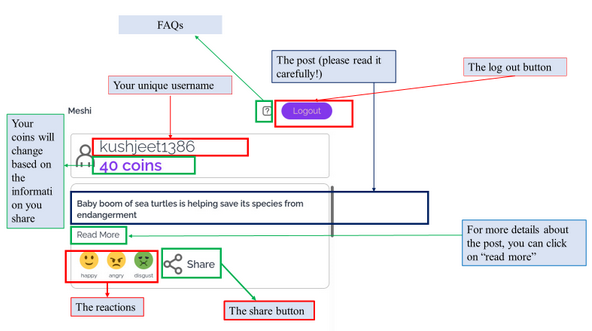 FAQs
The post (please read it
carefully!)
The log out button
Your unique username
Meshi
?
Logout
Your
coins will
change
based on
the
informati
on you
share
kushjeet1386
40 coins
Baby boom of sea turtles is helping save its species from
endangerment
Read More
For more details about
the post, you can click
on “read more”
happy
angry
disgust
Share
The reactions
The share button